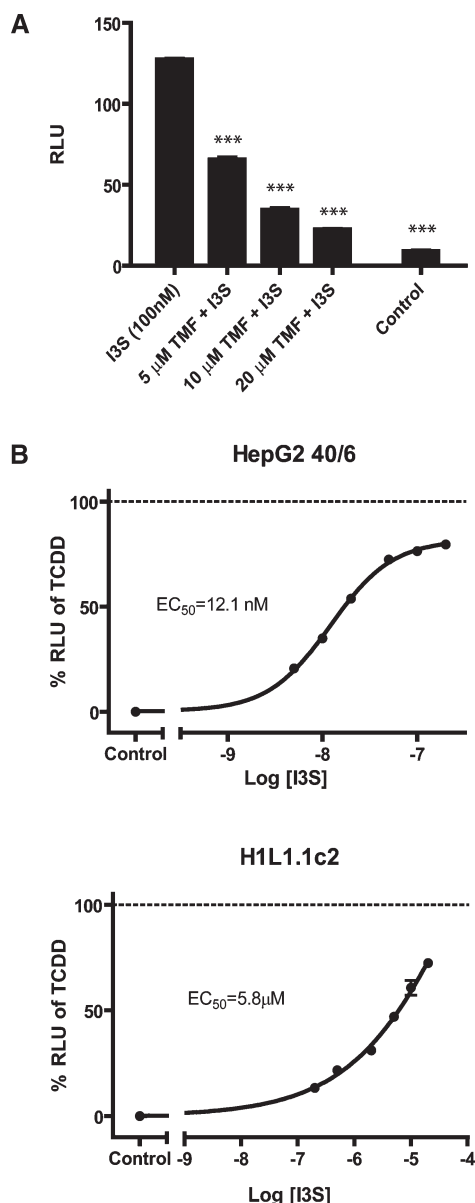 A
150
100
50
0
RLU
***
***
***
***
I3S (100nM)
5 μM TMF + I3S
10 μM TMF + I3S
20 μM TMF + I3S
Control
B
HepG2 40/6
100
50
0
% RLU of TCDD
EC50=12.1 nM
Control
-9
-8
-7
Log [I3S]
H1L1.1c2
100
50
0
% RLU of TCDD
EC50=5.8μM
Control
-9
-8
-7
-6
-5
-4
Log [I3S]